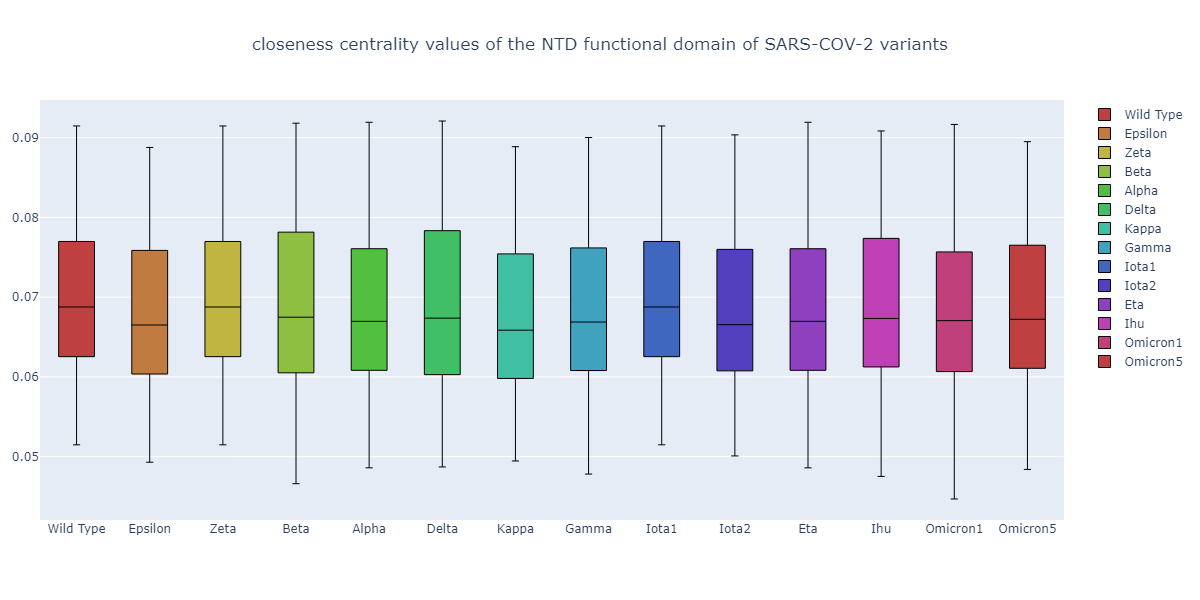 closeness centrality values of the NTD functional domain of SARS-COV-2 variants
0.09
0.08
0.07
0.06
0.05
Wild Type Epsilon Zeta Beta Alpha Delta Kappa Gamma Iota1 Iota2 Eta Ihu Omicron1 Omicron5
Wild Type
Epsilon
Zeta
Beta
Alpha
Delta
Kappa
Gamma
Iota1
Iota2
Eta
Ihu
Omicron1
Omicron5